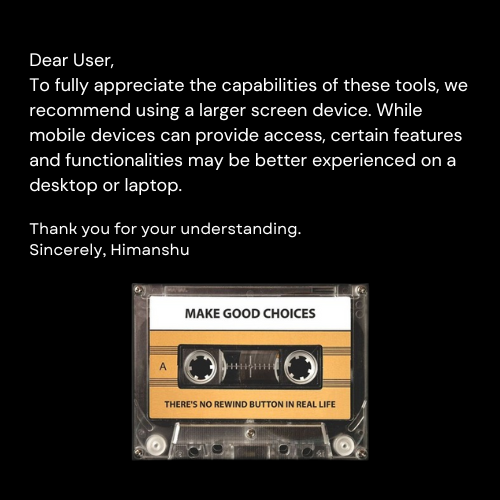 Dear User,
To fully appreciate the capabilities of these tools, we
recommend using a larger screen device. While
mobile devices can provide access, certain features
and functionalities may be better experienced on a
desktop or laptop.
Thank you for your understanding.
Sincerely, Himanshu
MAKE GOOD CHOICES
A
THERE'S NO REWIND BUTTON IN REAL LIFE